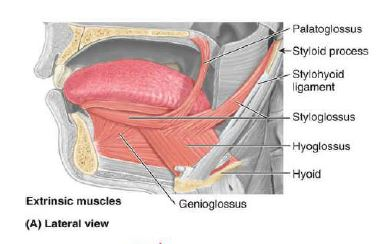 Palatoglossus
Styloid process
Stylohyoid
ligament
Styloglossus
Hyoglossus
Hyoid
Genioglossus
Extrinsic muscles
(A) Lateral view